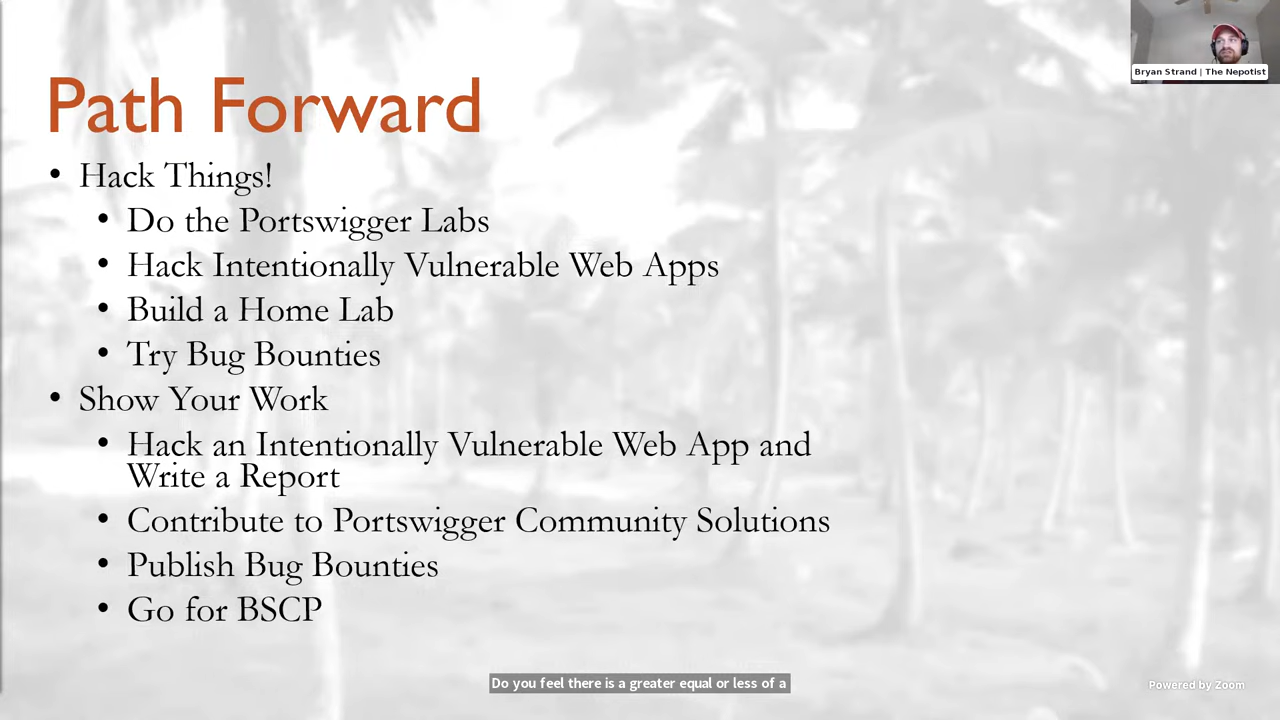 Bryan Strand | The Nepotist
Path Forward
• Hack Things!
• Do the Portswigger Labs
• Hack Intentionally Vulnerable Web Apps
• Build a Home Lab
• Try Bug Bounties
• Show Your Work
• Hack an Intentionally Vulnerable Web App and
Write a Report
• Contribute to Portswigger Community Solutions
• Publish Bug Bounties
• Go for BSCP
Do you feel there is a greater equal or less of a
Powered by Zoom